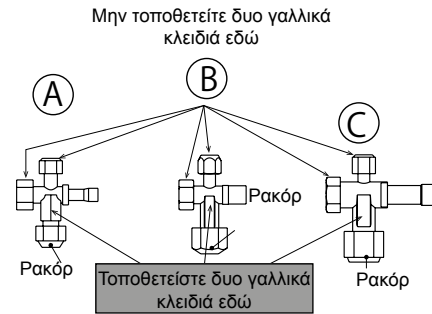 Μην τοποθετείτε δυο γαλλικά
κλειδιά εδώ
A
B
C
Ρακόρ
Ρακόρ
Ρακόρ
Τοποθετείστε δυο γαλλικά
κλειδιά εδώ